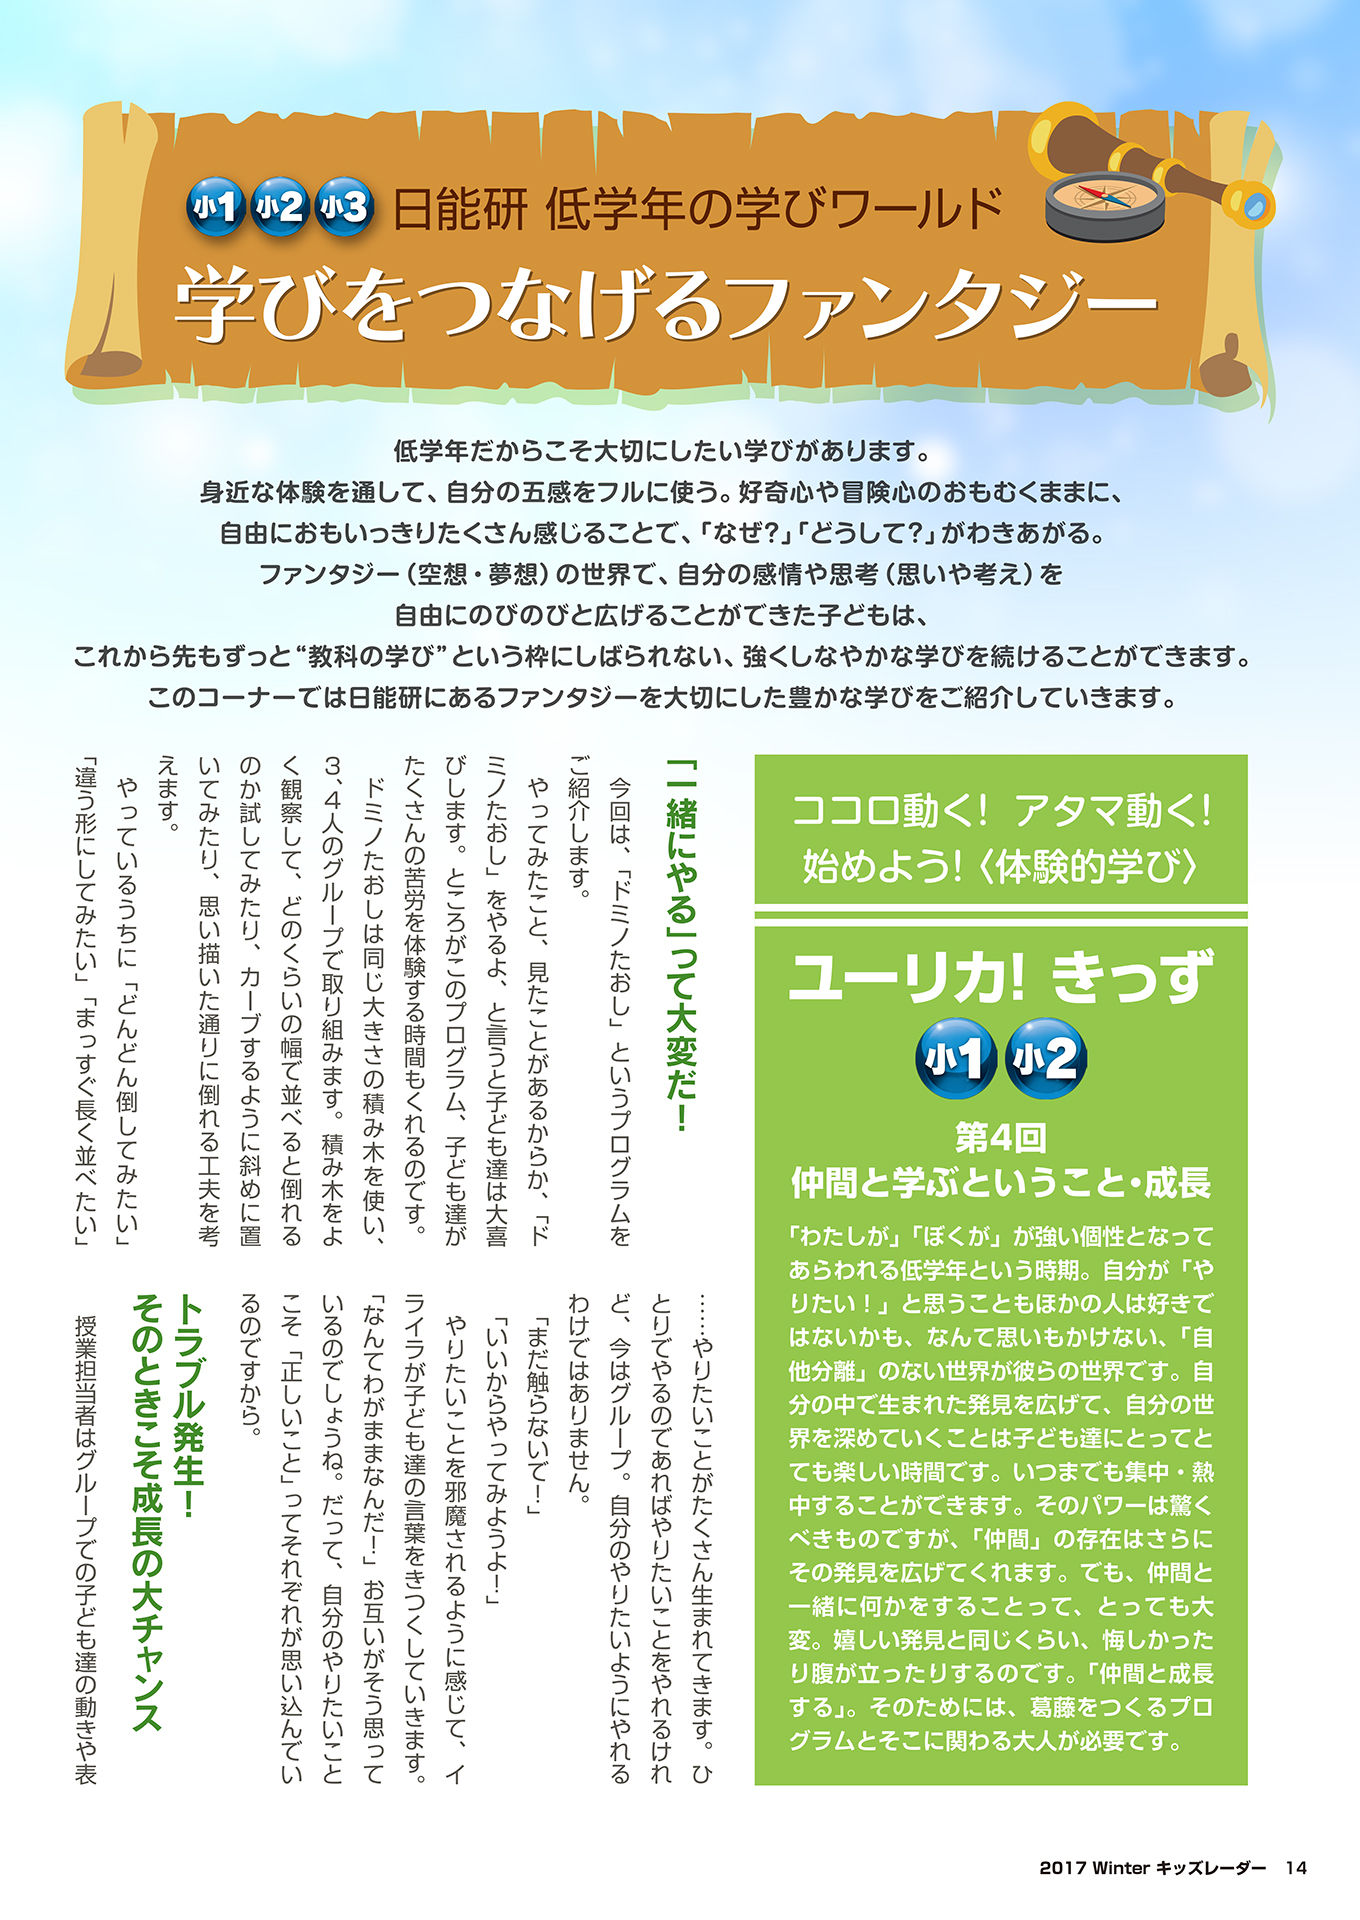 小1 小2 小3 日能研 低学年の学びワールド
学びをつなげるファンタジー
低学年だからこそ大切にしたい学びがあります。
身近な体験を通して、自分の五感をフルに使う。好奇心や冒険心のおもむくままに、
自由におもいっきりたくさん感じることで、「なぜ?」「どうして?」がわきあがる。
ファンタジー（空想・夢想）の世界で、自分の感情や思考（思いや考え）を
自由にのびのびと広げることができた子どもは、
これから先もずっと“教科の学び”という枠にしばられない、強くしなやかな学びを続けることができます。
このコーナーでは日能研にあるファンタジーを大切にした豊かな学びをご紹介していきます。
ココロ動く! アタマ動く!
始めよう!〈体験的学び〉
ユーリカ! きっず
小1 小2
第4回
仲間と学ぶということ・成長
「わたしが」「ぼくが」が強い個性となって
あらわれる低学年という時期。自分が「や
りたい！」と思うこともほかの人は好きで
はないかも、なんて思いもかけない、「自
他分離」のない世界が彼らの世界です。自
分の中で生まれた発見を広げて、自分の世
界を深めていくことは子ども達にとってと
ても楽しい時間です。いつまでも集中・熱
中することができます。そのパワーは驚く
べきものですが、「仲間」の存在はさらに
その発見を広げてくれます。でも、仲間と
一緒に何かをすることって、とっても大
変。嬉しい発見と同じくらい、悔しかった
り腹が立ったりするのです。「仲間と成長
する」。そのためには、葛藤をつくるプロ
グラムとそこに関わる大人が必要です。
「一緒にやる」って大変だ！
今回は、「ドミノたおし」というプログラムを
ご紹介します。
やってみたこと、見たことがあるからか、「ド
ミノたおし」をやるよ、と言うと子ども達は大喜
びします。ところがこのプログラム、子ども達が
たくさんの苦労を体験する時間もくれるのです。
ドミノたおしは同じ大きさの積み木を使い、
3、4人のグループで取り組みます。積み木をよ
く観察して、どのくらいの幅で並べると倒れる
のか試してみたり、カーブするように斜めに置
いてみたり、思い描いた通りに倒れる工夫を考
えます。
やっているうちに「どんどん倒してみたい」
「違う形にしてみたい」「まっすぐ長く並べたい」
……やりたいことがたくさん生まれてきます。ひ
とりでやるのであればやりたいことをやれるけれ
ど、今はグループ。自分のやりたいようにやれる
わけではありません。
「まだ触らないで！」
「いいからやってみようよ！」
やりたいことを邪魔されるように感じて、イ
ライラが子ども達の言葉をきつくしていきます。
「なんてわがままなんだ！」お互いがそう思って
いるのでしょうね。だって、自分のやりたいこと
こそ「正しいこと」ってそれぞれが思い込んでい
るのですから。
トラブル発生！
そのときこそ成長の大チャンス
授業担当者はグループでの子ども達の動きや表
2017 Winter キッズレーダー 14